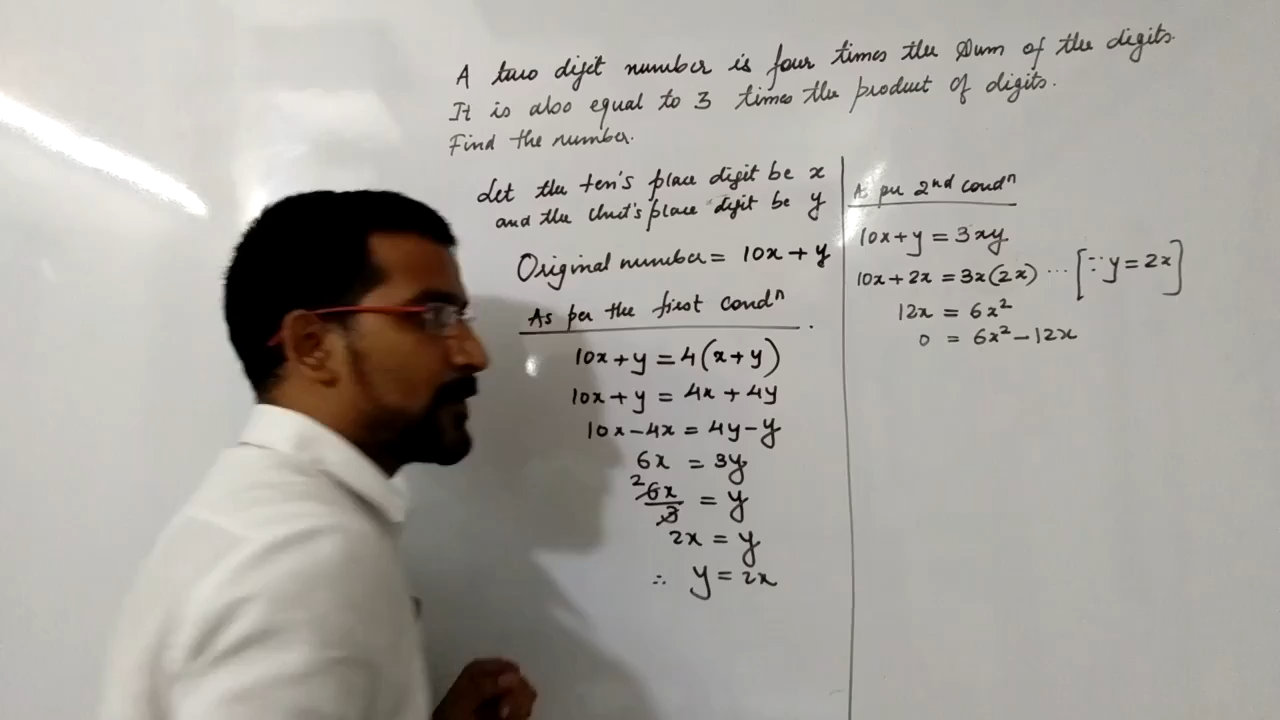 A two digit number is four times the Sum of the digits.
It is also equal to 3 times the product of digits.
Find the number.
Let the ten's place digit be x
and the Unit's place digit be y
Original number = 10x + y
As per the first condⁿ
10x + y = 4(x + y)
10x + y = 4x + 4y
10x - 4x = 4y - y
6x = 3y
2 6x/3 = y
2x = y
∴ y = 2x
As per 2nd condⁿ
10x + y = 3xy
10x + 2x = 3x(2x) ... [∵ y = 2x]
12x = 6x²
0 = 6x² - 12x